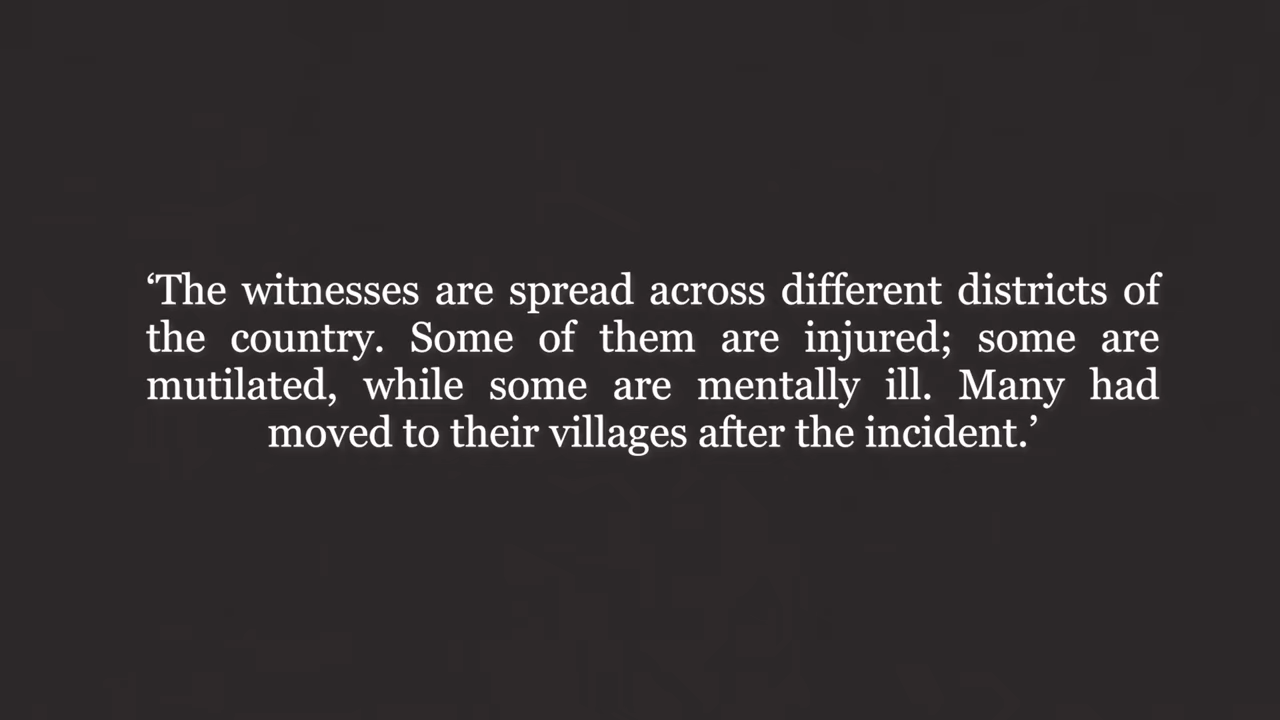 ‘The witnesses are spread across different districts of
the country. Some of them are injured; some are
mutilated, while some are mentally ill. Many had
moved to their villages after the incident.’